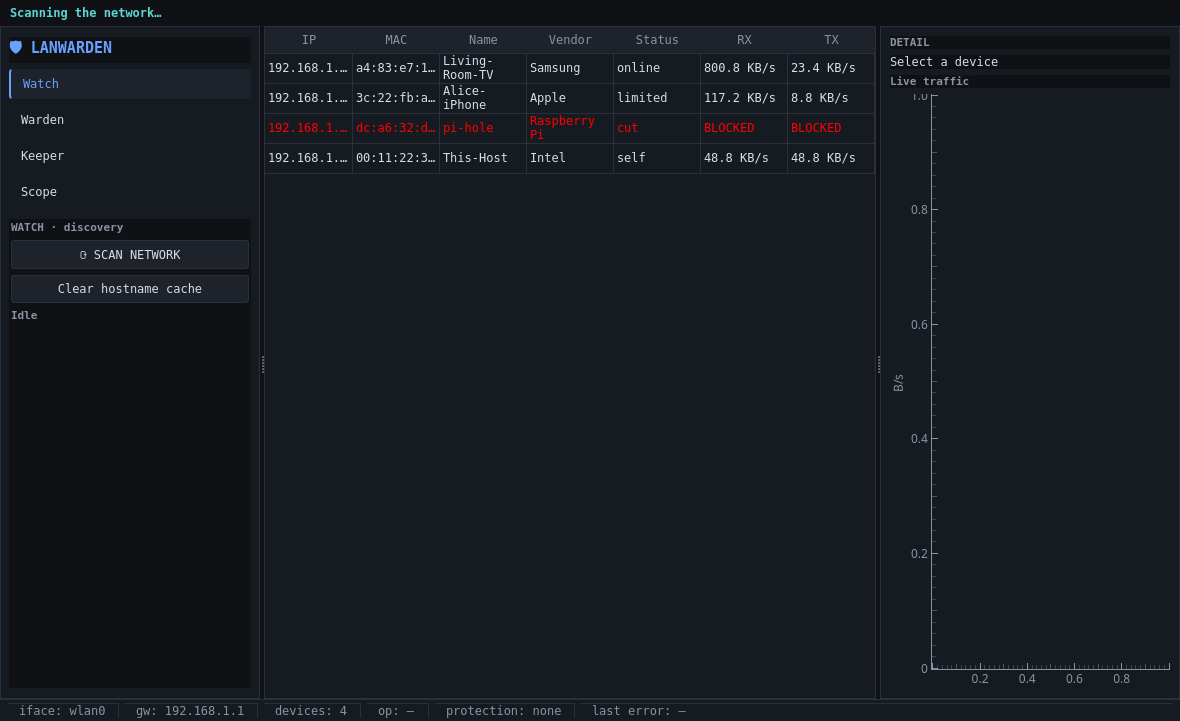 Scanning the network…
LANWARDEN
Watch
Warden
Keeper
Scope
WATCH · discovery
SCAN NETWORK
Clear hostname cache
Idle
IP MAC Name Vendor Status RX TX
192.168.1.… a4:83:e7:1… Living-Room-TV Samsung online 800.8 KB/s 23.4 KB/s
192.168.1.… 3c:22:fb:a… Alice-iPhone Apple limited 117.2 KB/s 8.8 KB/s
192.168.1.… dc:a6:32:d… pi-hole Raspberry Pi cut BLOCKED BLOCKED
192.168.1.… 00:11:22:3… This-Host Intel self 48.8 KB/s 48.8 KB/s
DETAIL
Select a device
Live traffic
1.0
0.8
0.6
B/s
0.4
0.2
0
0.2 0.4 0.6 0.8
iface: wlan0 gw: 192.168.1.1 devices: 4 op: — protection: none last error: —